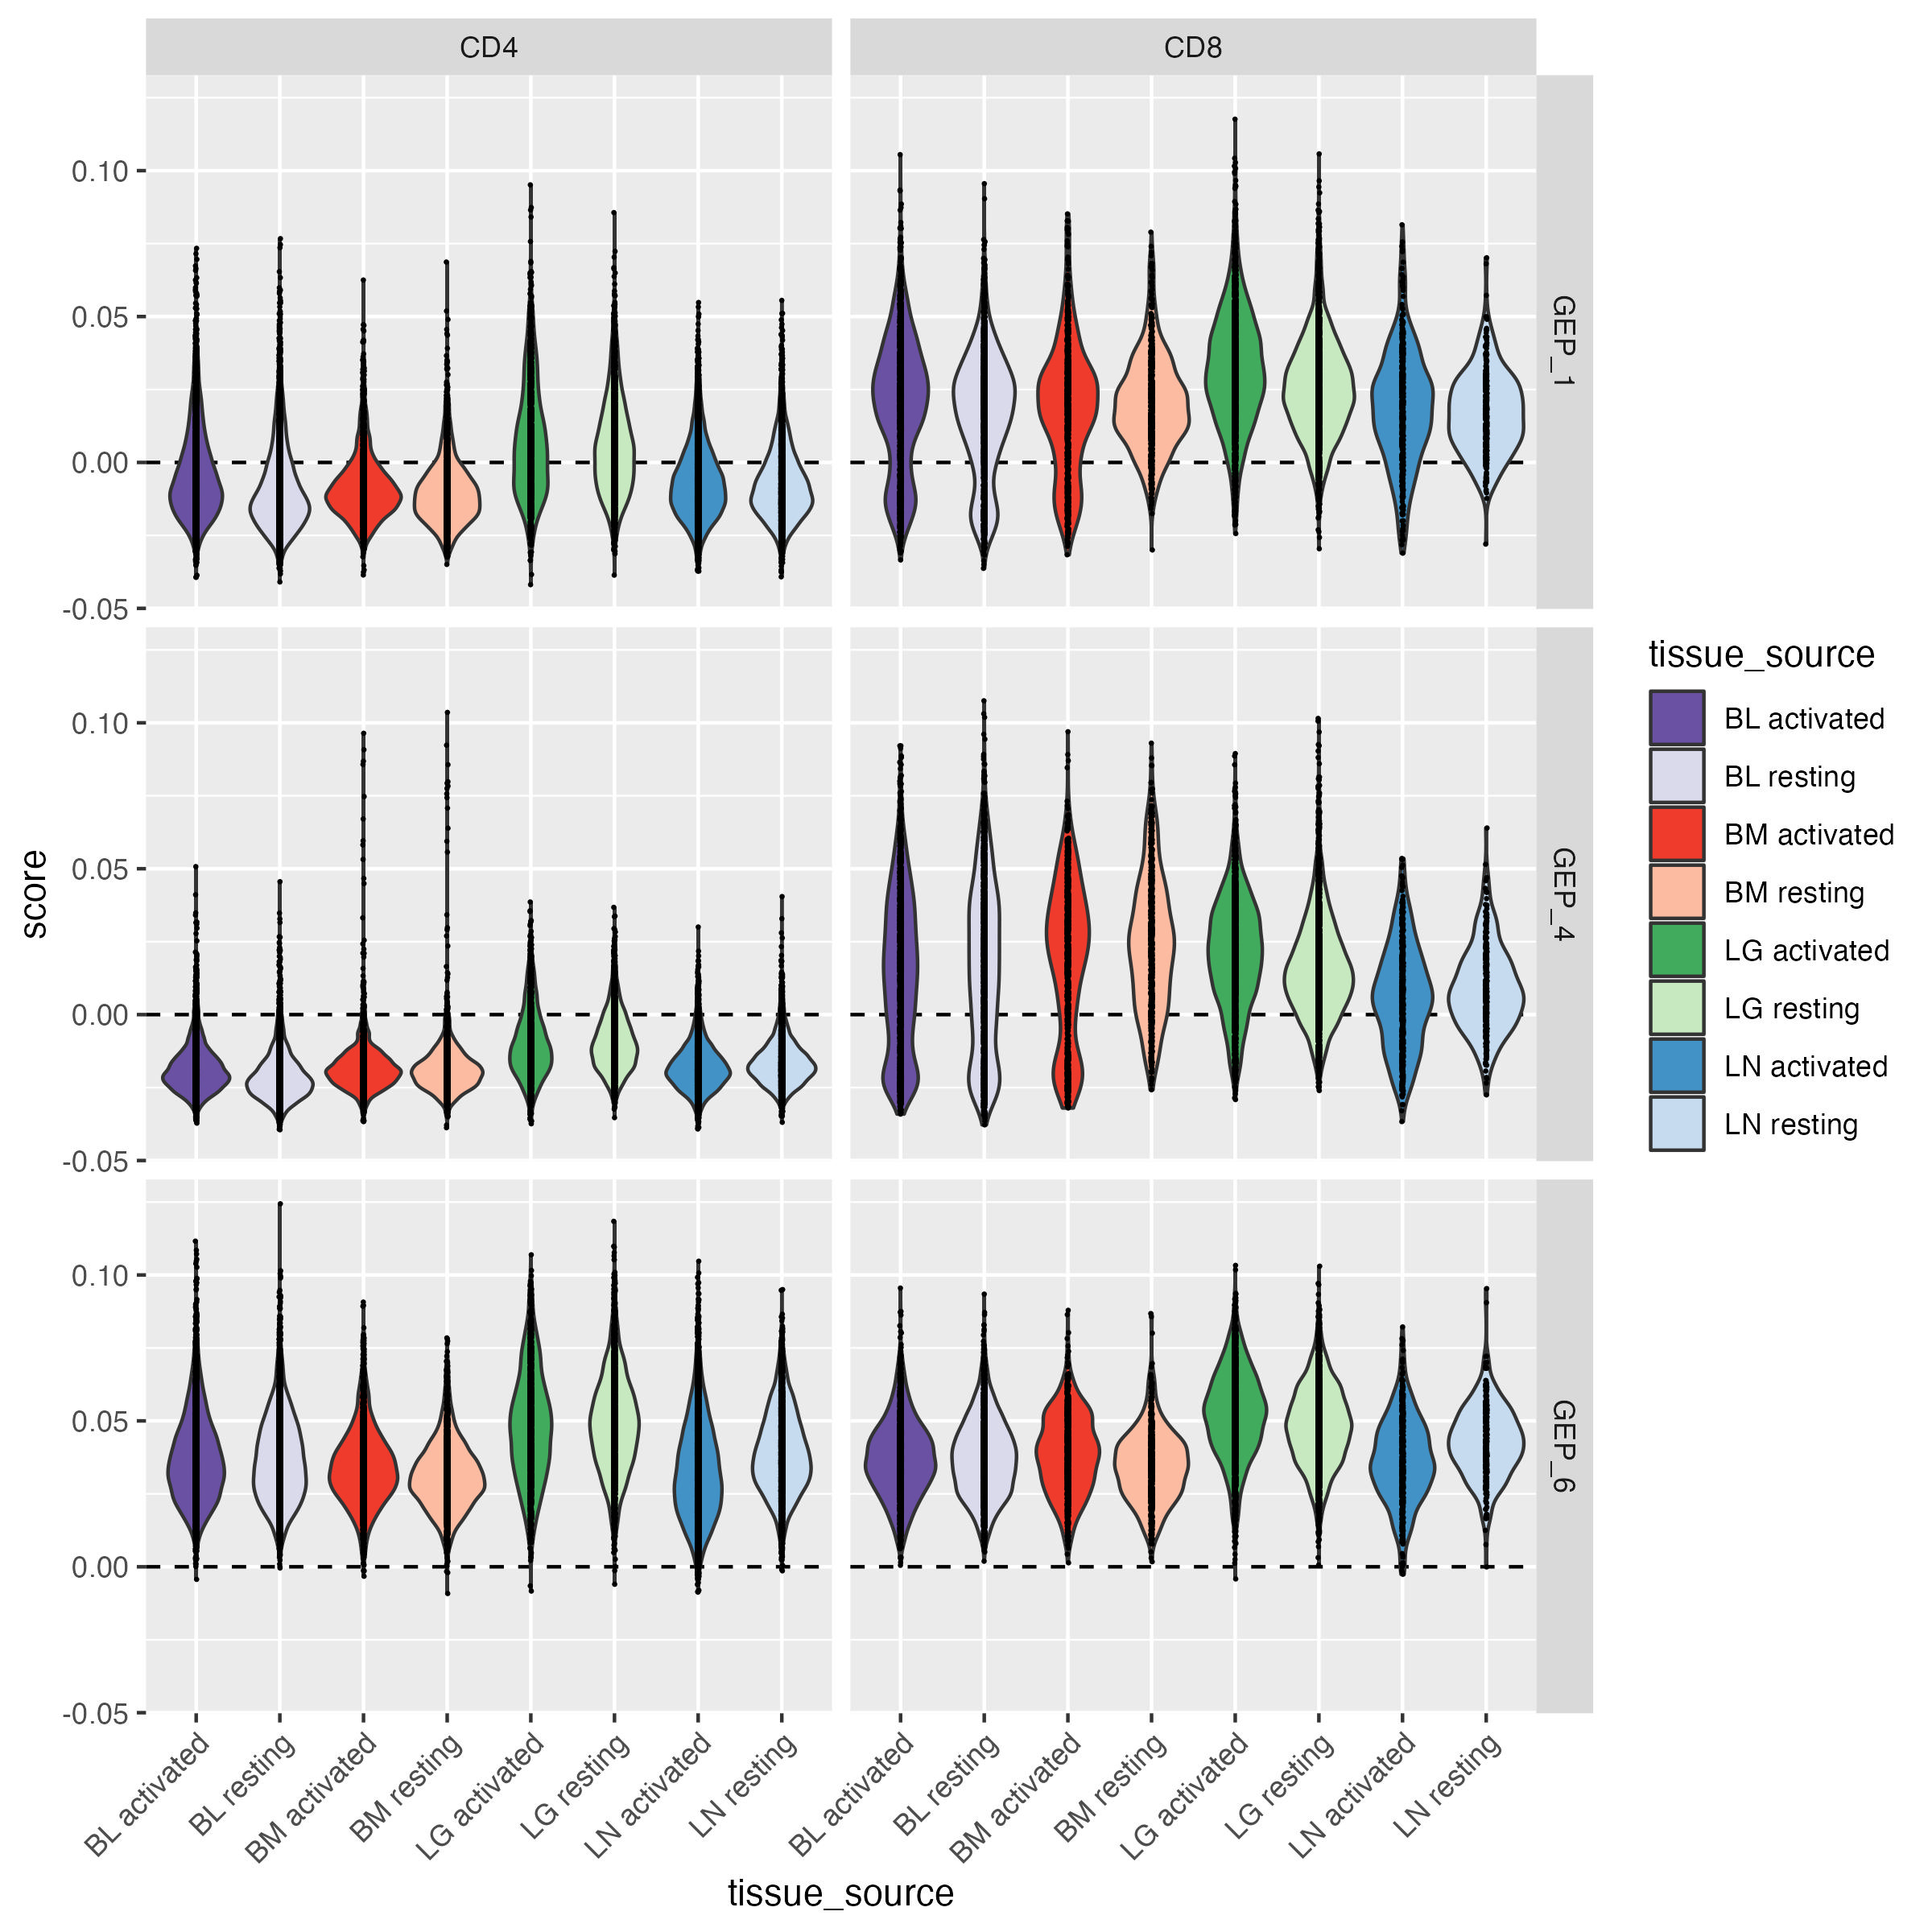 CD4
CD8
score
0.10
0.05
0.00
-0.05
GEP_1
0.10
0.05
0.00
-0.05
GEP_4
0.10
0.05
0.00
-0.05
GEP_6
BL activated
BL resting
BM activated
BM resting
LG activated
LG resting
LN activated
LN resting
BL activated
BL resting
BM activated
BM resting
LG activated
LG resting
LN activated
LN resting
tissue_source
tissue_source
BL activated
BL resting
BM activated
BM resting
LG activated
LG resting
LN activated
LN resting